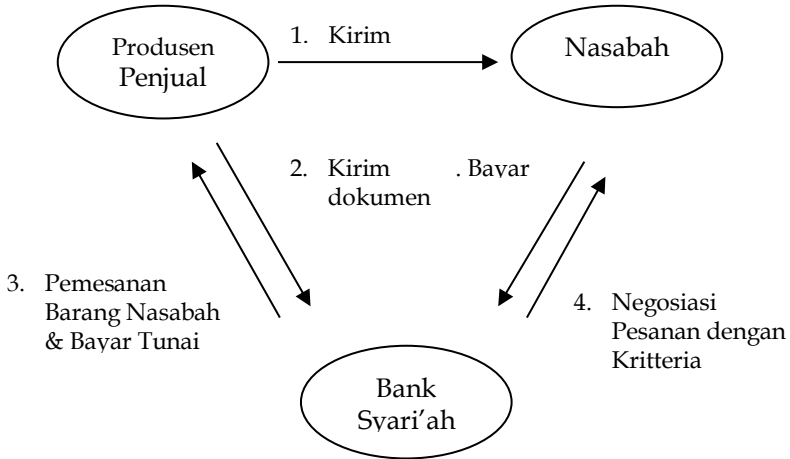 Produsen
Penjual
1. Kirim
Nasabah
2. Kirim
dokumen
. Bayar
3. Pemesanan
Barang Nasabah
& Bayar Tunai
4. Negosiasi
Pesanan dengan
Kritteria
Bank
Syari’ah